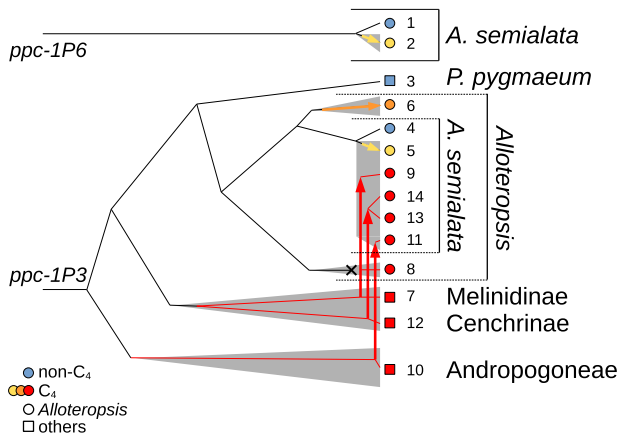 1
ppc-1P6
2
A. semialata
3
P. pygmaeum
6
4
5
9
14
13
11
A. semialata
Alloteropsis
8
ppc-1P3
7
Melinidinae
12
Cenchrinae
10
Andropogoneae
non-C₄
C₄
Alloteropsis
others